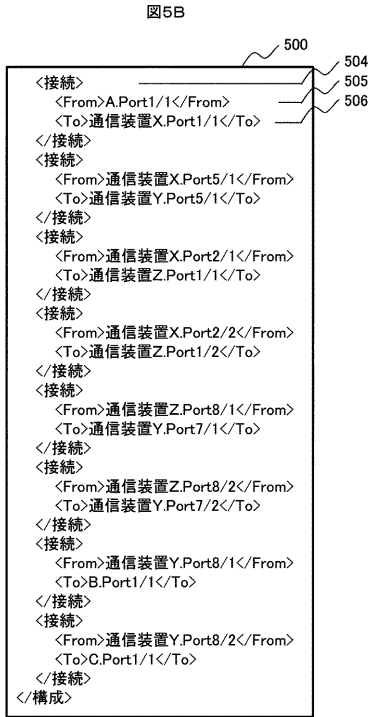 図5B
500
<接続> 504
<From>A.Port1/1</From> 505
<To>通信装置X.Port1/1</To> 506
</接続>
<接続>
<From>通信装置X.Port5/1</From>
<To>通信装置Y.Port5/1</To>
</接続>
<接続>
<From>通信装置X.Port2/1</From>
<To>通信装置Z.Port1/1</To>
</接続>
<接続>
<From>通信装置X.Port2/2</From>
<To>通信装置Z.Port1/2</To>
</接続>
<接続>
<From>通信装置Z.Port8/1</From>
<To>通信装置Y.Port7/1</To>
</接続>
<接続>
<From>通信装置Z.Port8/2</From>
<To>通信装置Y.Port7/2</To>
</接続>
<接続>
<From>通信装置Y.Port8/1</From>
<To>B.Port1/1</To>
</接続>
<接続>
<From>通信装置Y.Port8/2</From>
<To>C.Port1/1</To>
</接続>
</構成>